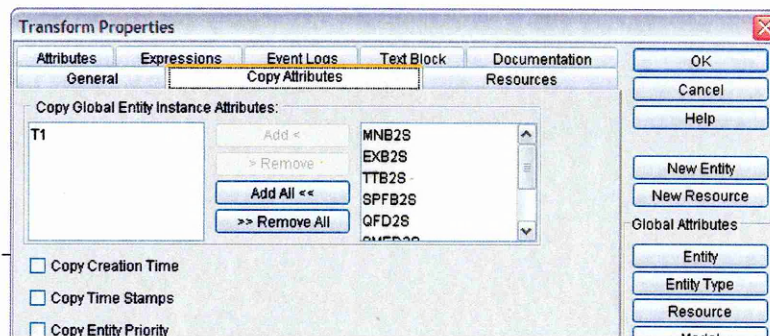 Transform Properties
Attributes Expressions Event Logs Text Block Documentation
General Copy Attributes Resources
Copy Global Entity Instance Attributes:
T1
Add <
> Remove
Add All <<
>> Remove All
MNB2S
EXB2S
TTB2S
SPFB2S
QFD2S
Copy Creation Time
Copy Time Stamps
Copy Entity Priority
OK
Cancel
Help
New Entity
New Resource
Global Attributes
Entity
Entity Type
Resource
Model